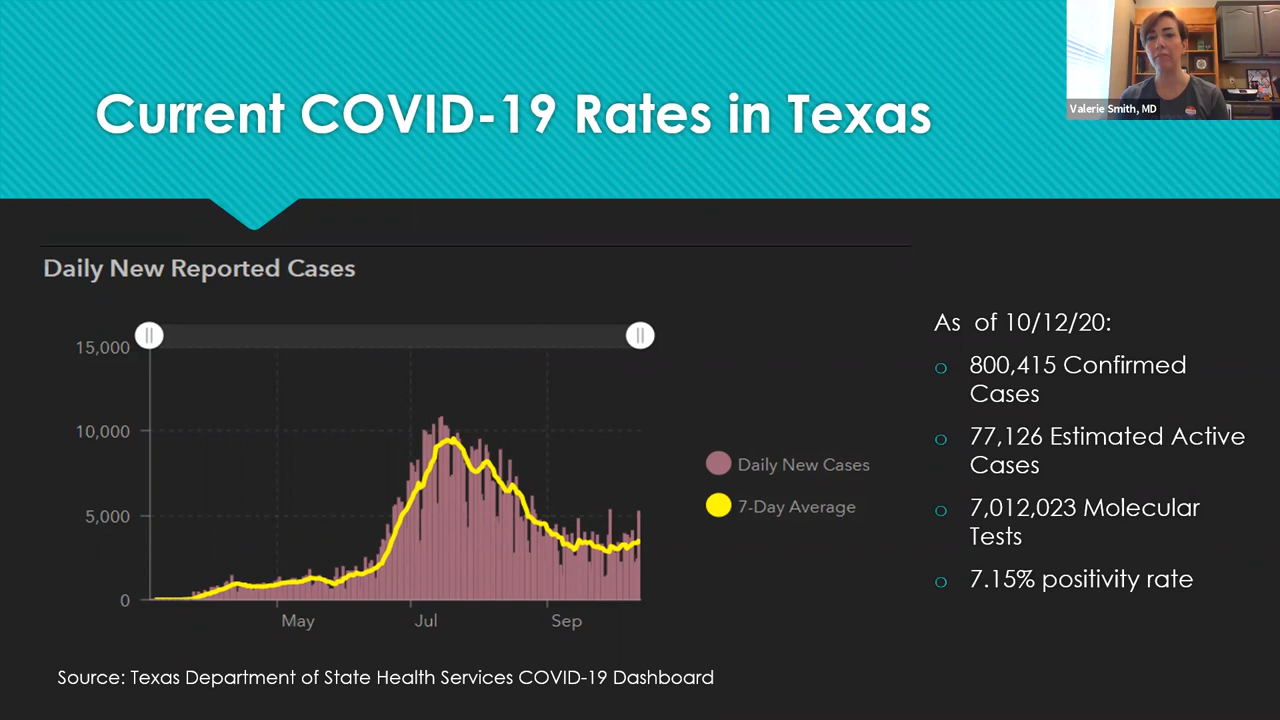 Current COVID-19 Rates in Texas
Valerie Smith, MD
Daily New Reported Cases
15,000
10,000
5,000
0
May
Jul
Sep
Daily New Cases
7-Day Average
As of 10/12/20:
800,415 Confirmed
Cases
77,126 Estimated Active
Cases
7,012,023 Molecular
Tests
7.15% positivity rate
Source: Texas Department of State Health Services COVID-19 Dashboard